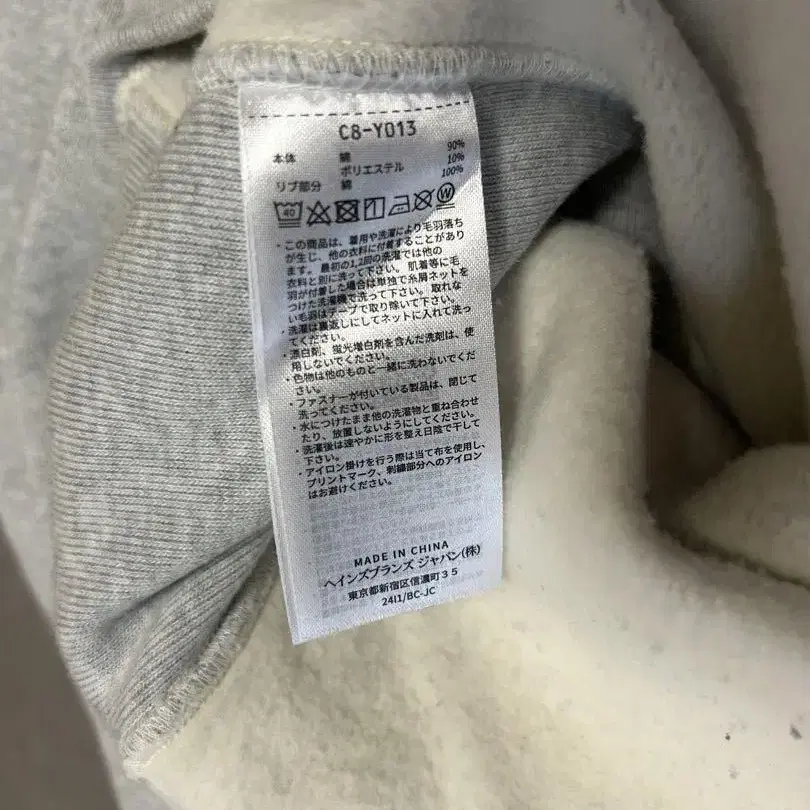 C8-Y013
本体 綿 90%
ポリエステル 10%
リブ部分 綿 100%
40 W
・この商品は、着用や洗濯により毛羽落ち
が生じ、他の衣料に付着することがあり
ます。最初の1,2回の洗濯では他の
衣料と別に洗って下さい。肌着等に毛
羽が付着した場合は単独で糸屑ネットを
つけた洗濯機で洗って下さい。取れな
い毛羽はテープで取り除いて下さい。
・洗濯は裏返しにしてネットに入れて洗っ
てください。
・漂白剤、蛍光増白剤を含んだ洗剤は、使
用しないでください。
・色物は他のものと一緒に洗わないでくだ
さい。
・ファスナーが付いている製品は、閉じて
洗ってください。
・水につけたまま他の洗濯物と重ね合わせ
たり、放置しないようにしてください。
・洗濯後は速やかに形を整え日陰で干して
下さい。
・アイロン掛けを行う際は当て布を使用し、
プリントマーク、刺繍部分へのアイロン
はお避けください。
MADE IN CHINA
ヘインズブランズ ジャパン(株)
東京都新宿区信濃町35
24I1/BC-JC